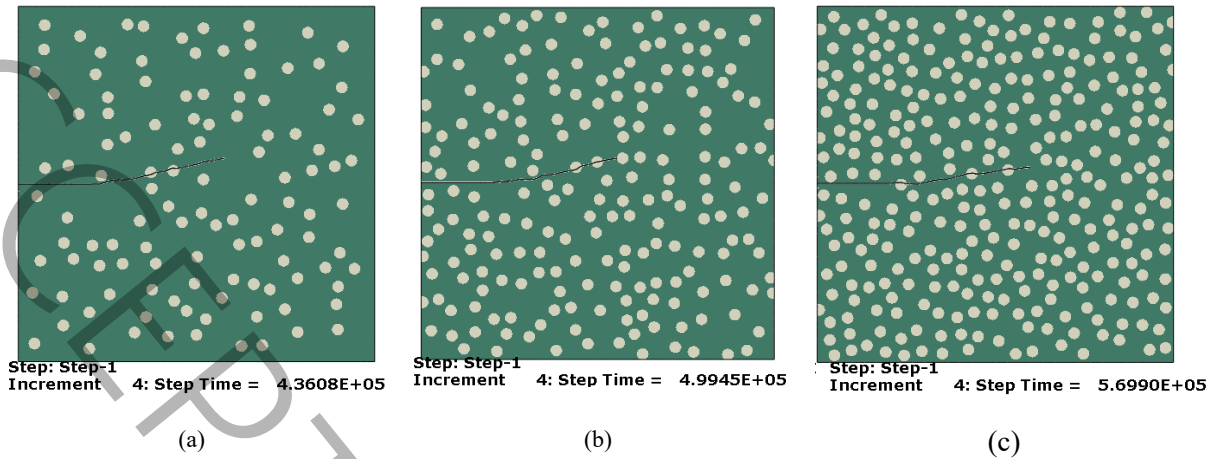 Step: Step-1
Increment 4: Step Time = 4.3608E+05
(a)
Step: Step-1
Increment 4: Step Time = 4.9945E+05
(b)
Step: Step-1
Increment 4: Step Time = 5.6990E+05
(c)
CEPT